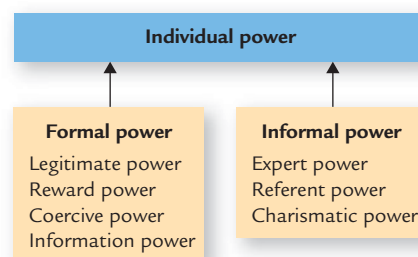 Individual power
Formal power
Legitimate power
Reward power
Coercive power
Information power
Informal power
Expert power
Referent power
Charismatic power